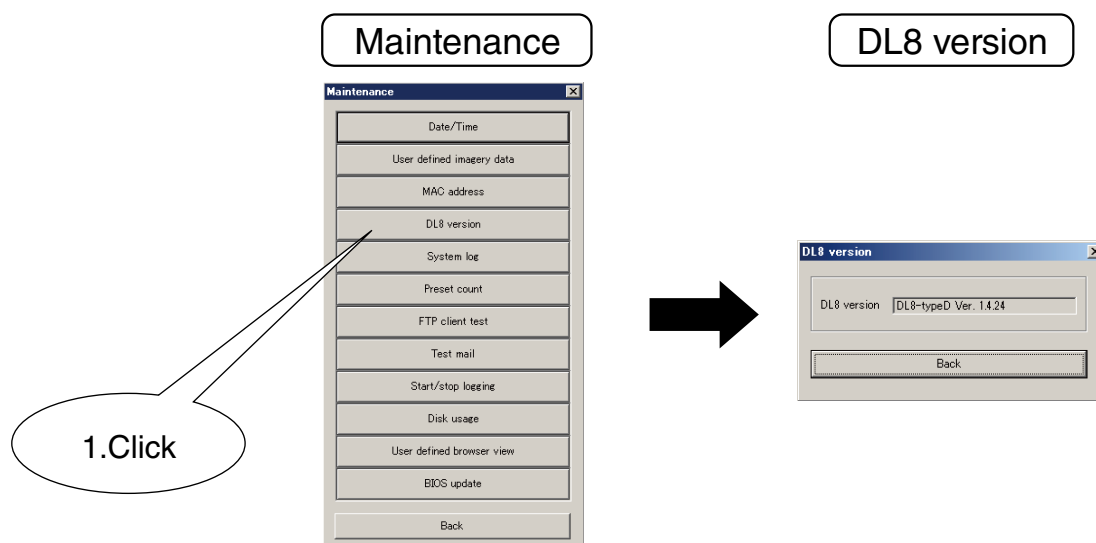 Maintenance
DL8 version
Maintenance
Date/Time
User defined imagery data
MAC address
DL8 version
System log
Preset count
FTP client test
Test mail
Start/stop logging
Disk usage
User defined browser view
BIOS update
Back
1.Click
DL8 version
DL8 version DL8-typeD Ver. 1.4.24
Back